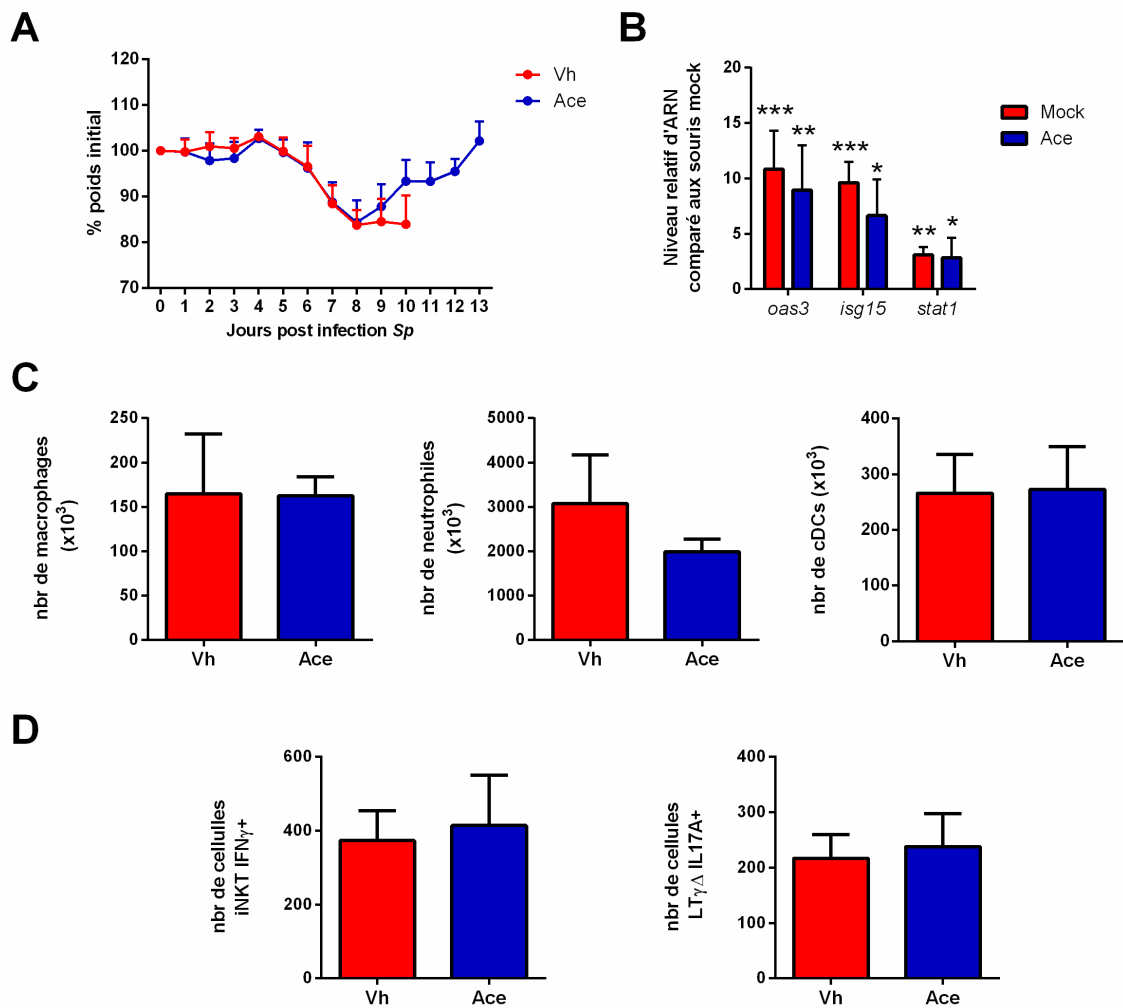 A
120
110
100
90
80
70
% poids initial
0 1 2 3 4 5 6 7 8 9 10 11 12 13
Jours post infection Sp
Vh
Ace
B
20
15
10
5
0
Niveau relatif d'ARN
comparé aux souris mock
*** ** *** * ** *
oas3 isg15 stat1
Mock
Ace
C
250
200
150
100
50
0
nbr de macrophages
(x10³)
Vh Ace
5000
4000
3000
2000
1000
0
nbr de neutrophiles
(x10³)
Vh Ace
400
300
200
100
0
nbr de cDCs (x10³)
Vh Ace
D
600
400
200
0
nbr de cellulles
iNKT IFNγ+
Vh Ace
400
300
200
100
0
nbr de cellules
LTγΔ IL17A+
Vh Ace